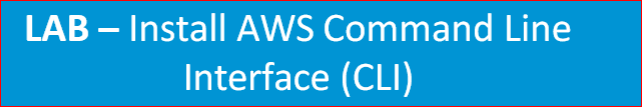 LAB – Install AWS Command Line
Interface (CLI)